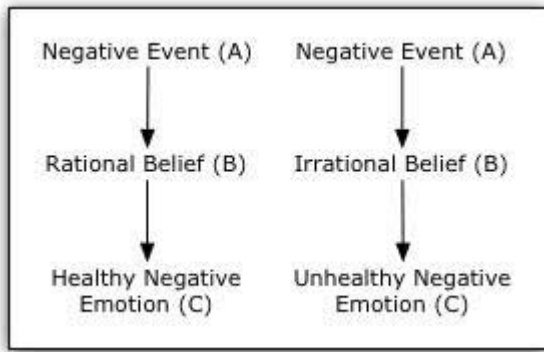 Negative Event (A)
Negative Event (A)
Rational Belief (B)
Irrational Belief (B)
Healthy Negative
Emotion (C)
Unhealthy Negative
Emotion (C)